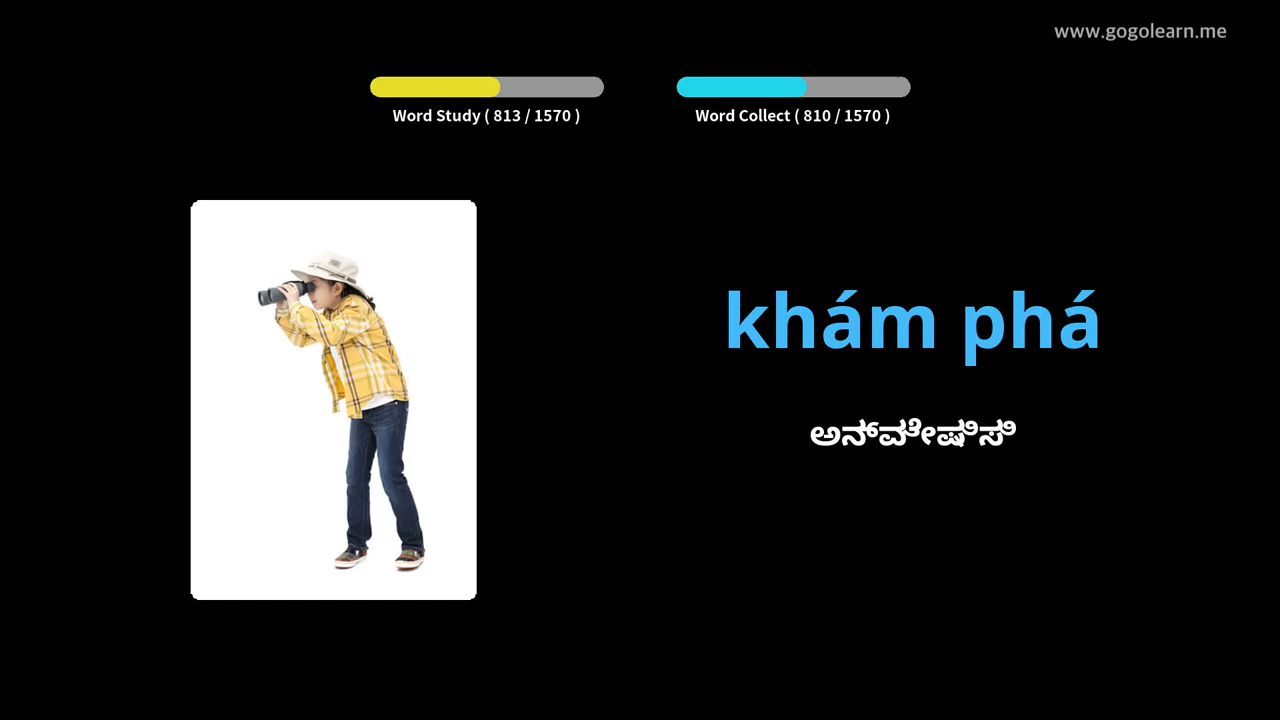 www.gogolearn.me
Word Study ( 813 / 1570 )
Word Collect ( 810 / 1570 )
khám phá
ಅನ್ವೇಷಿಸಿ